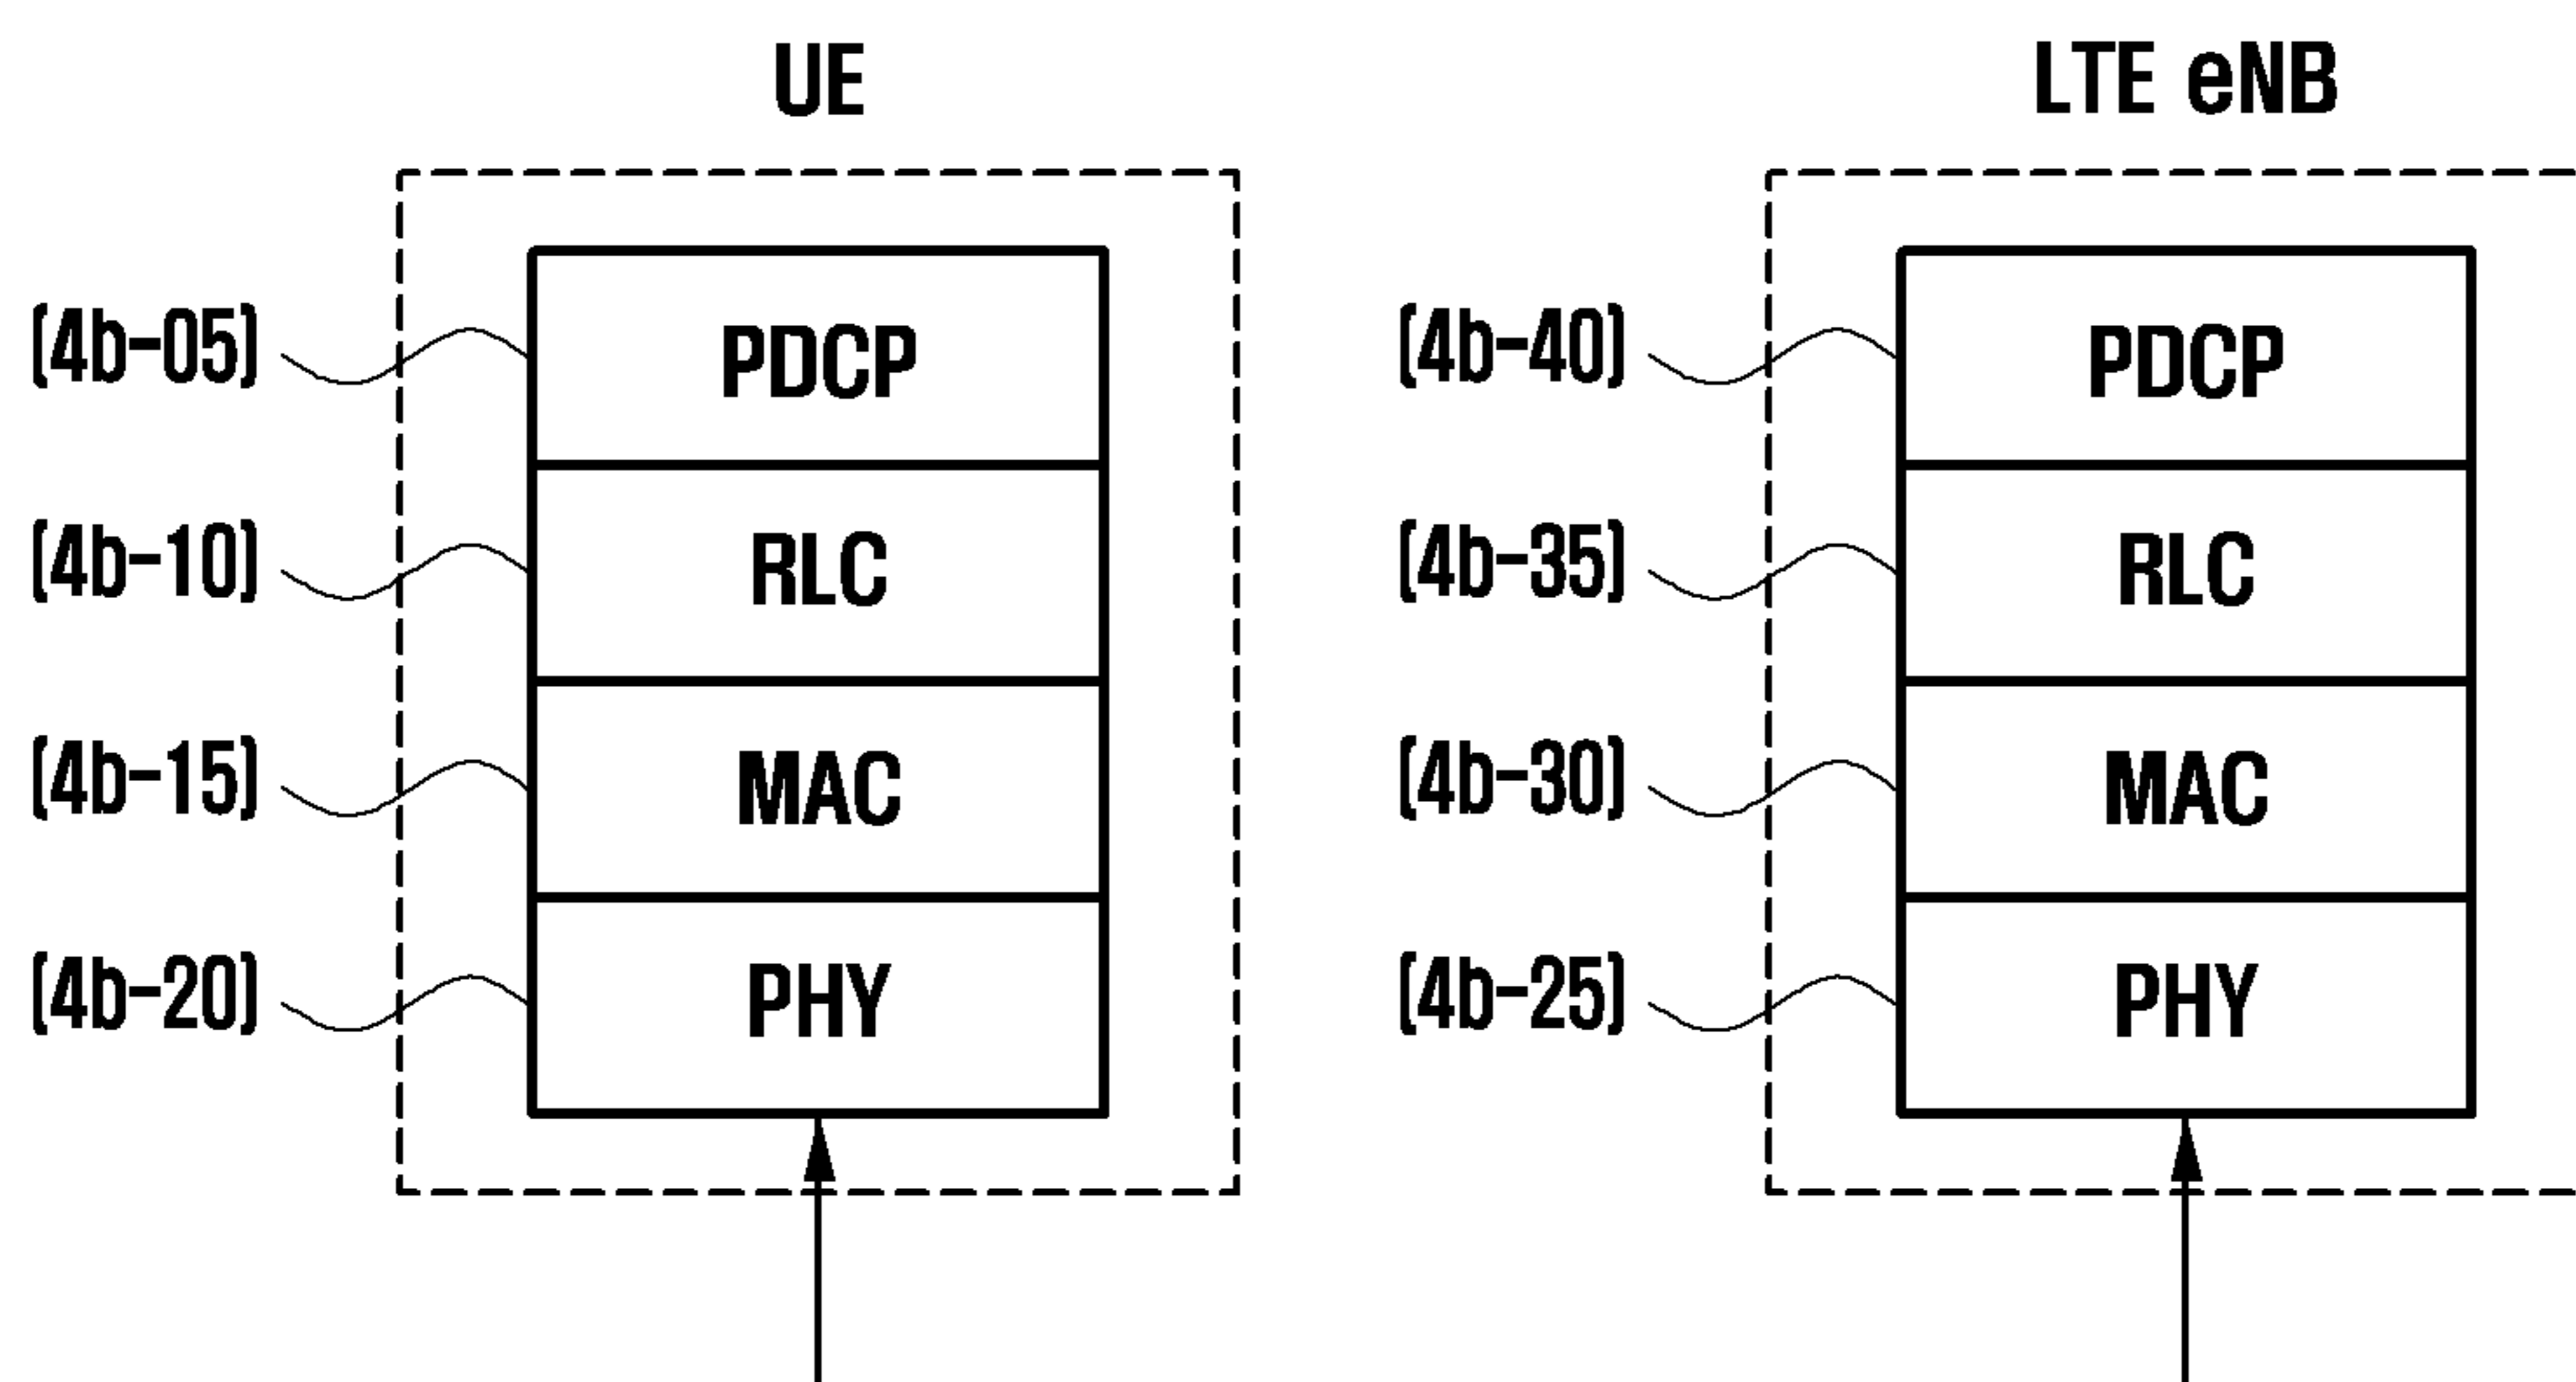 UE
LTE eNB
(4b-05)
PDCP
(4b-40)
PDCP
(4b-10)
RLC
(4b-35)
RLC
(4b-15)
MAC
(4b-30)
MAC
(4b-20)
PHY
(4b-25)
PHY